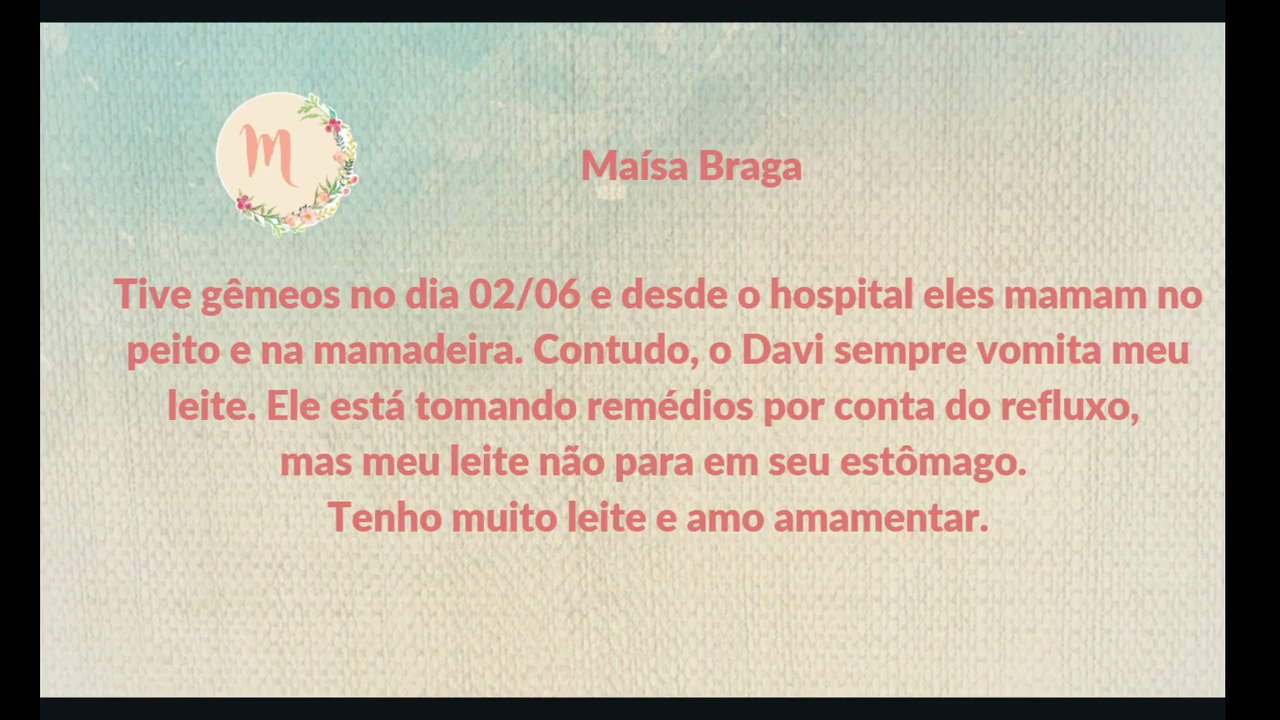 M
Maísa Braga
Tive gêmeos no dia 02/06 e desde o hospital eles mamam no
peito e na mamadeira. Contudo, o Davi sempre vomita meu
leite. Ele está tomando remédios por conta do refluxo,
mas meu leite não para em seu estômago.
Tenho muito leite e amo amamentar.